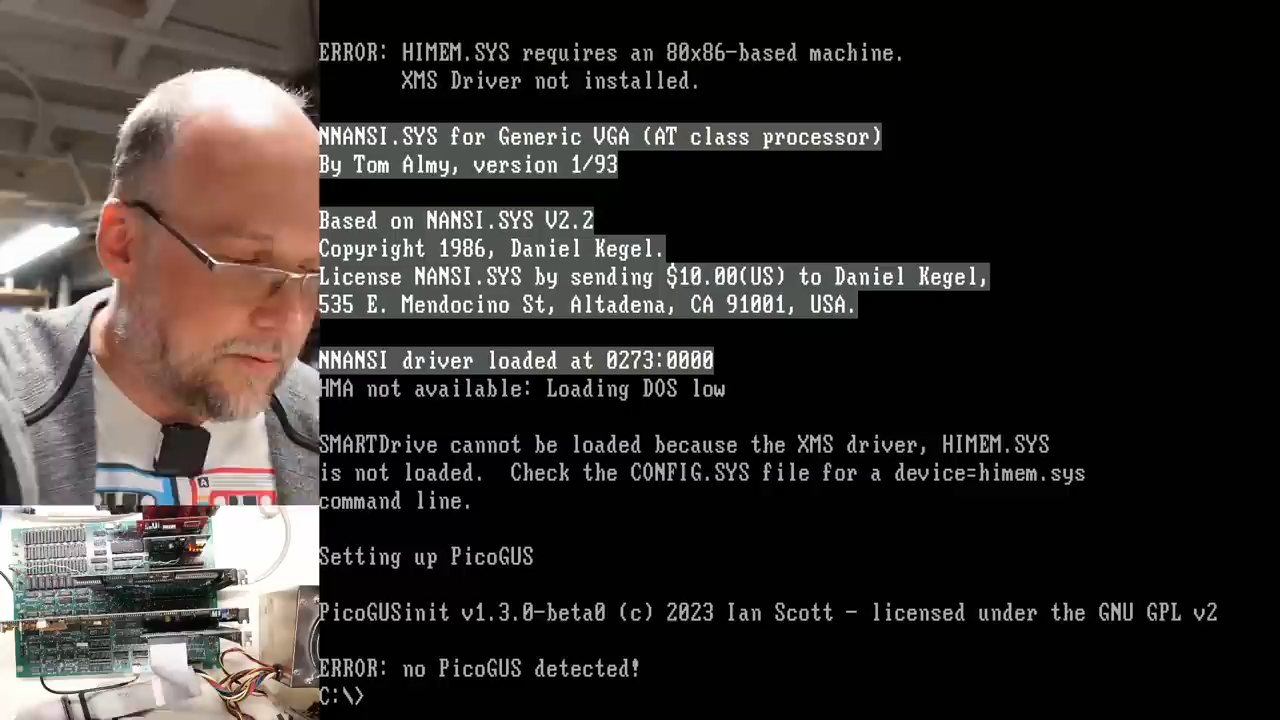 ERROR: HIMEM.SYS requires an 80x86-based machine.
XMS Driver not installed.
NNANSI.SYS for Generic VGA (AT class processor)
By Tom Almy, version 1/93
Based on NANSI.SYS V2.2
Copyright 1986, Daniel Kegel.
License NANSI.SYS by sending $10.00(US) to Daniel Kegel,
535 E. Mendocino St, Altadena, CA 91001, USA.
NNANSI driver loaded at 0273:0000
HMA not available: Loading DOS low
SMARTDrive cannot be loaded because the XMS driver, HIMEM.SYS
is not loaded.  Check the CONFIG.SYS file for a device=himem.sys
command line.
Setting up PicoGUS
PicoGUSinit v1.3.0-beta0 (c) 2023 Ian Scott - licensed under the GNU GPL v2
ERROR: no PicoGUS detected!
C:\>